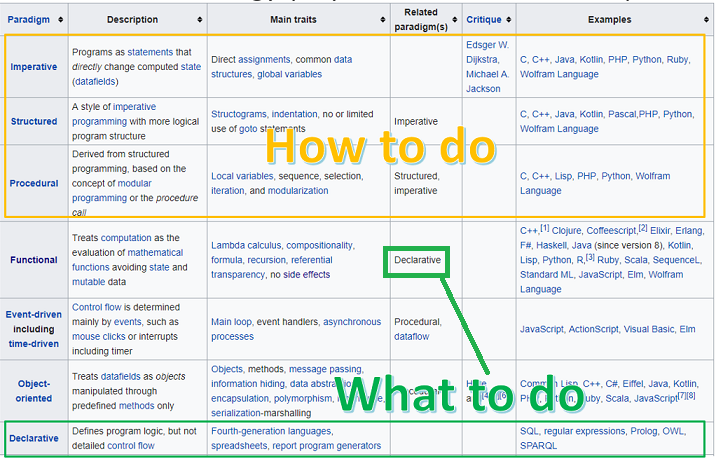 Paradigm Description Main traits Related paradigm(s) Critique Examples
Imperative
Programs as statements that
directly change computed state
(datafields)
Direct assignments, common data
structures, global variables
Edsger W.
Dijkstra,
Michael A.
Jackson
C, C++, Java, Kotlin, PHP, Python, Ruby,
Wolfram Language
Structured
A style of imperative
programming with more logical
program structure
Structograms, indentation, no or limited
use of goto statements
Imperative
C, C++, Java, Kotlin, Pascal,PHP, Python,
Wolfram Language
How to do
Procedural
Derived from structured
programming, based on the
concept of modular
programming or the procedure
call
Local variables, sequence, selection,
iteration, and modularization
Structured,
imperative
C, C++, Lisp, PHP, Python, Wolfram
Language
Functional
Treats computation as the
evaluation of mathematical
functions avoiding state and
mutable data
Lambda calculus, compositionality,
formula, recursion, referential
transparency, no side effects
Declarative
C++,[1] Clojure, Coffeescript,[2] Elixir, Erlang,
F#, Haskell, Java (since version 8), Kotlin,
Lisp, Python, R,[3] Ruby, Scala, SequenceL,
Standard ML, JavaScript, Elm, Wolfram
Language
Event-driven
including
time-driven
Control flow is determined
mainly by events, such as
mouse clicks or interrupts
including timer
Main loop, event handlers, asynchronous
processes
Procedural,
dataflow
JavaScript, ActionScript, Visual Basic, Elm
Object-
oriented
Treats datafields as objects
manipulated through
predefined methods only
Objects, methods, message passing,
information hiding, data
encapsulation, polymorphism,
serialization-marshalling
Lisp, C++, C#, Eiffel, Java, Kotlin,
Ruby, Scala, JavaScript[7][8]
What to do
Declarative
Defines program logic, but not
detailed control flow
Fourth-generation languages,
spreadsheets, report program generators
SQL, regular expressions, Prolog, OWL,
SPARQL